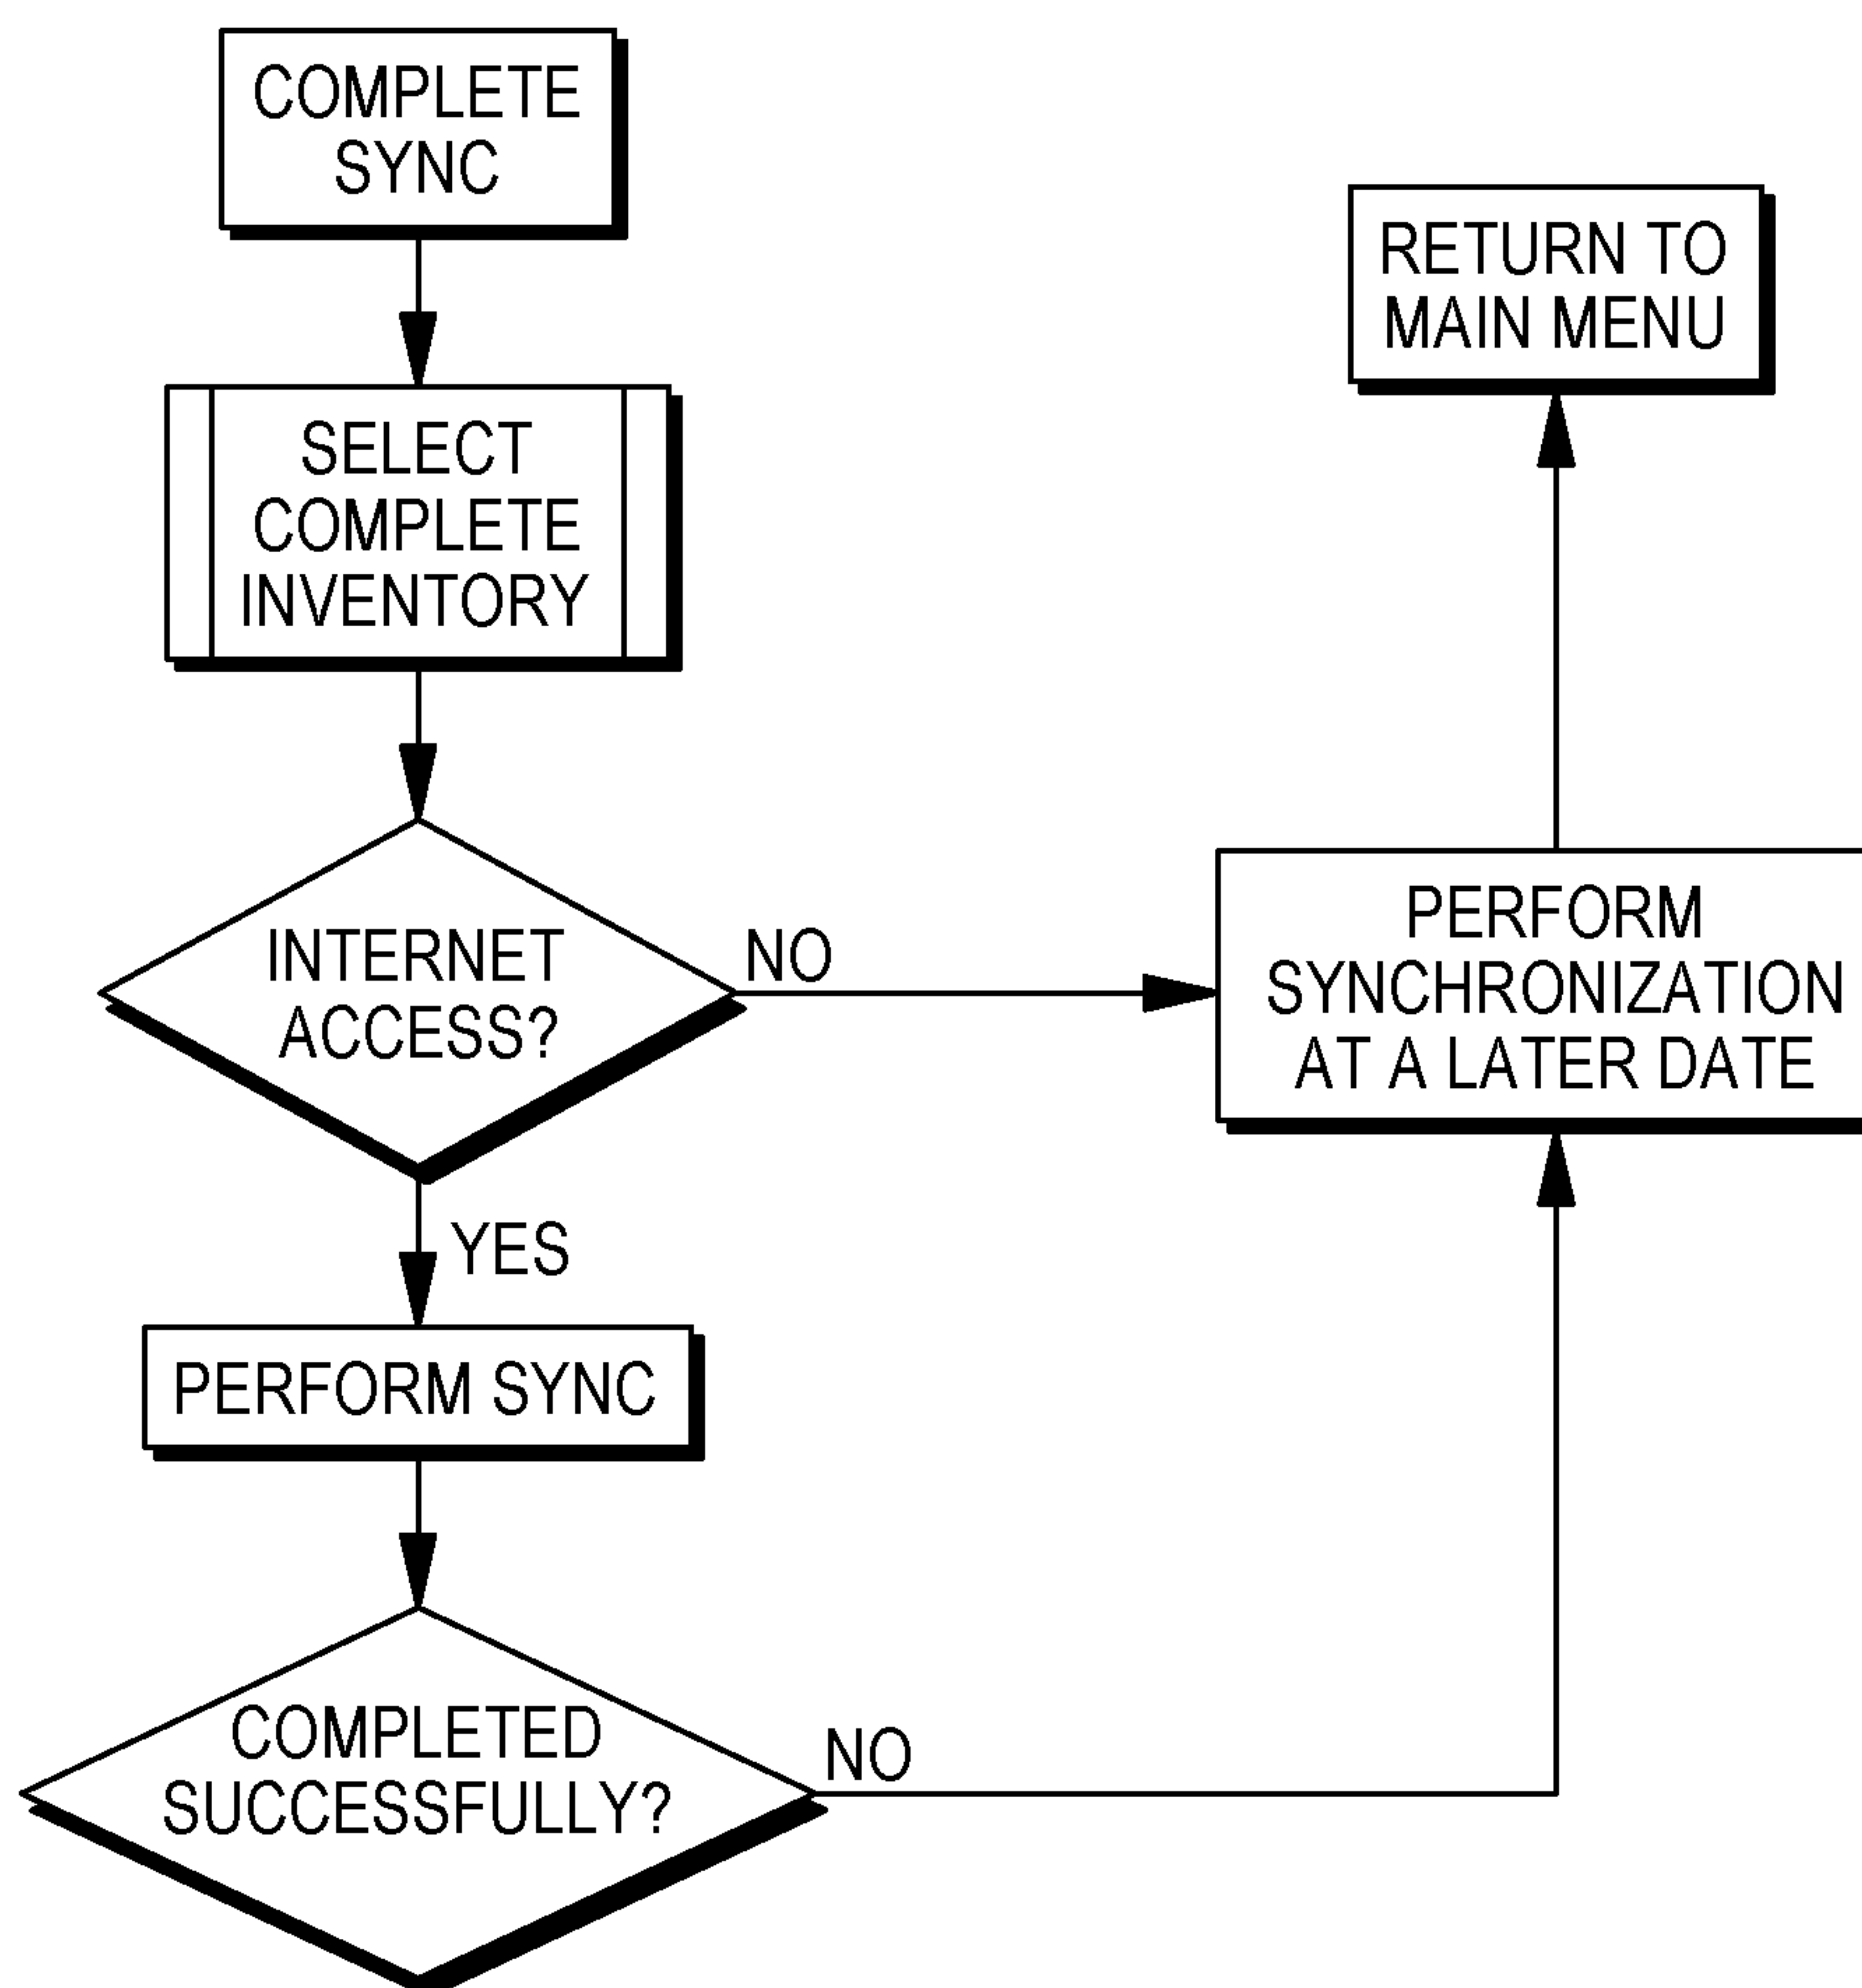 COMPLETE
SYNC
RETURN TO
MAIN MENU
SELECT
COMPLETE
INVENTORY
INTERNET
ACCESS?
NO
PERFORM
SYNCHRONIZATION
AT A LATER DATE
YES
PERFORM SYNC
COMPLETED
SUCCESSFULLY?
NO